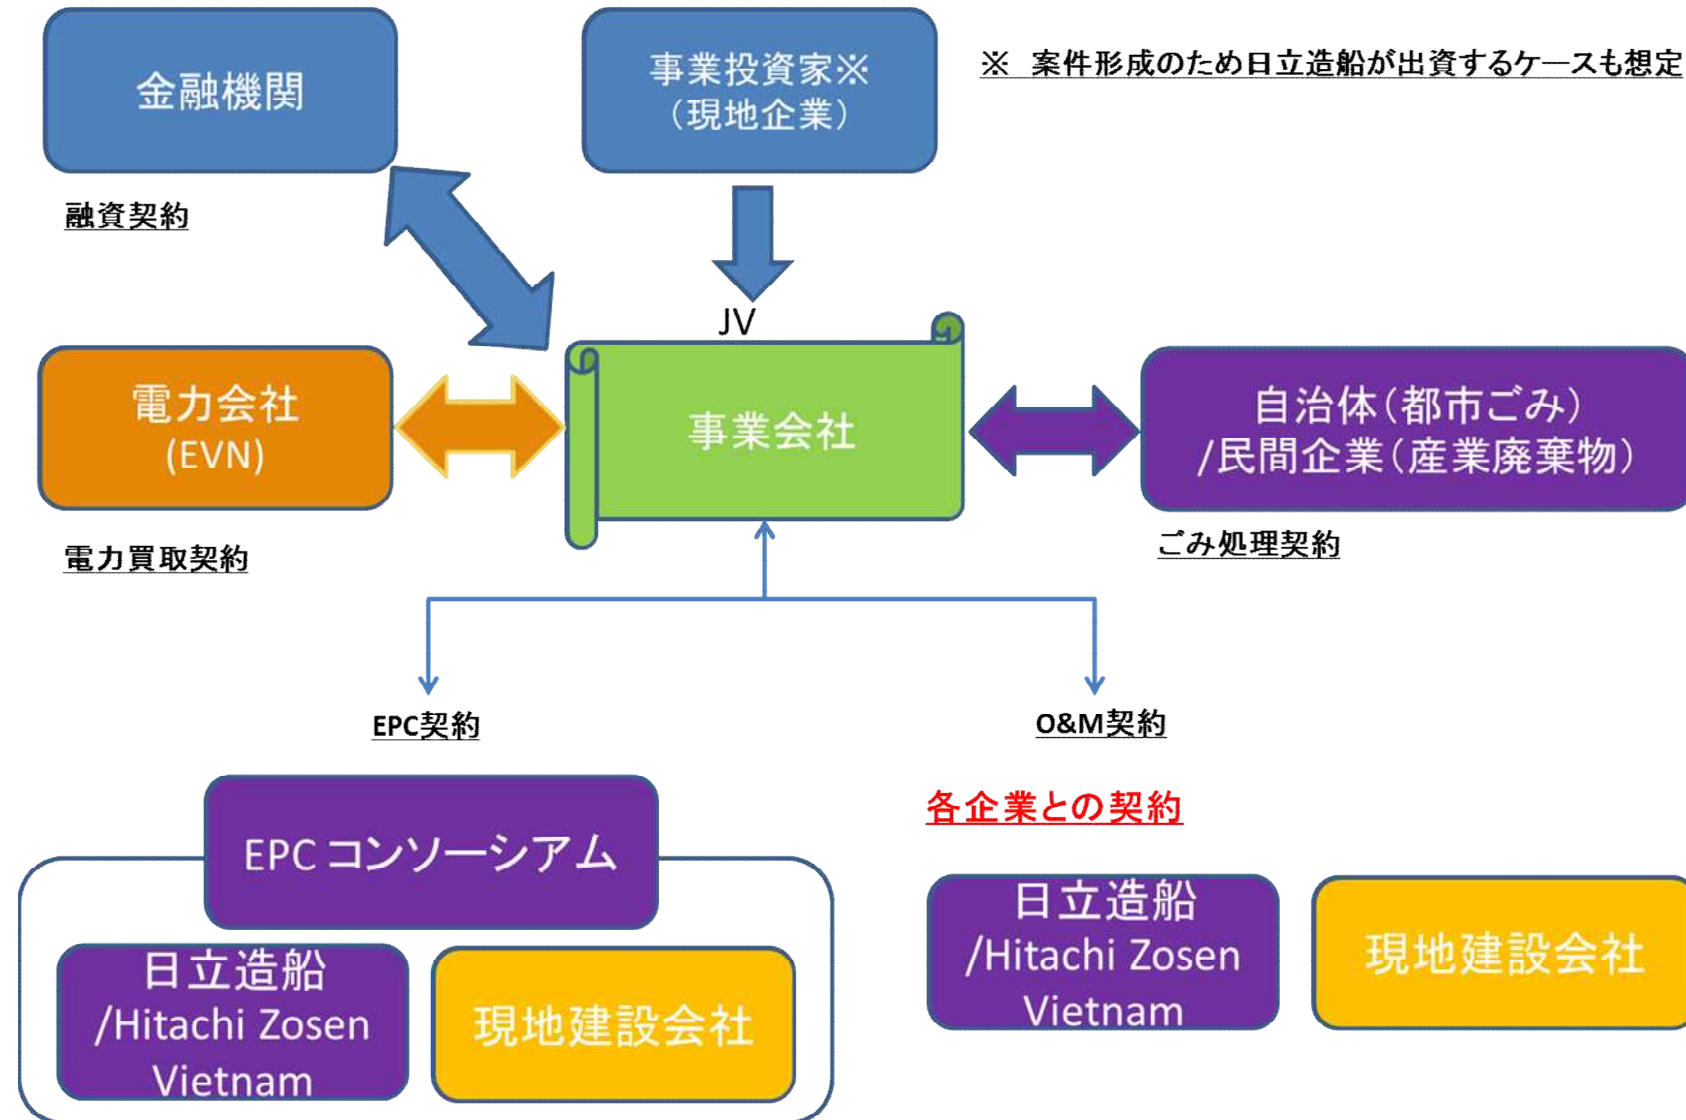 金融機関
事業投資家※
（現地企業）
※　案件形成のため日立造船が出資するケースも想定
融資契約
JV
電力会社
(EVN)
事業会社
自治体（都市ごみ）
/民間企業（産業廃棄物）
電力買取契約
ごみ処理契約
EPC契約
O&M契約
各企業との契約
EPC コンソーシアム
日立造船
/Hitachi Zosen
Vietnam
現地建設会社
日立造船
/Hitachi Zosen
Vietnam
現地建設会社